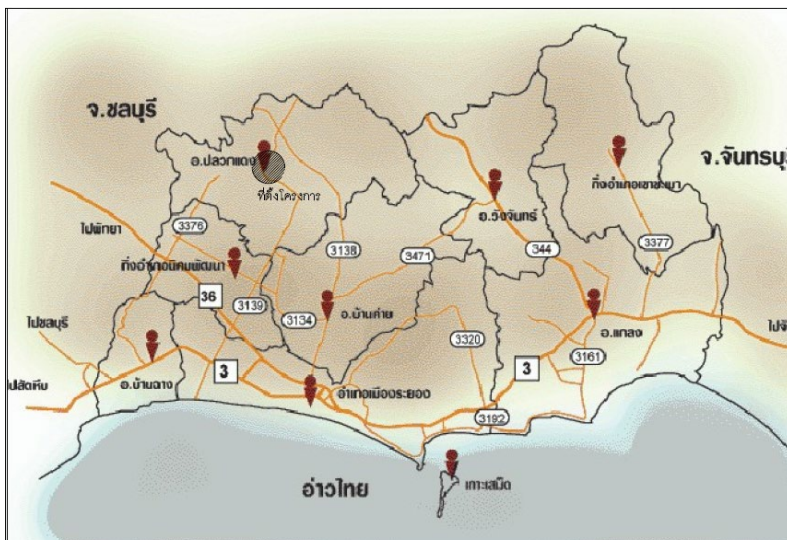 จ.ชลบุรี
อ.ปลวกแดง
ที่ตั้งโครงการ
กิ่งอำเภอเขาชะเมา
อ.วังจันทร์
ไปพัทยา
3376
3138
3471
344
3377
กิ่งอำเภอนิคมพัฒนา
36
3139
3134
อ.บ้านค่าย
3320
อ.แกลง
ไปชลบุรี
อ.บ้านฉาง
3
3
3161
อำเภอเมืองระยอง
3192
อ่าวไทย
เกาะเสม็ด